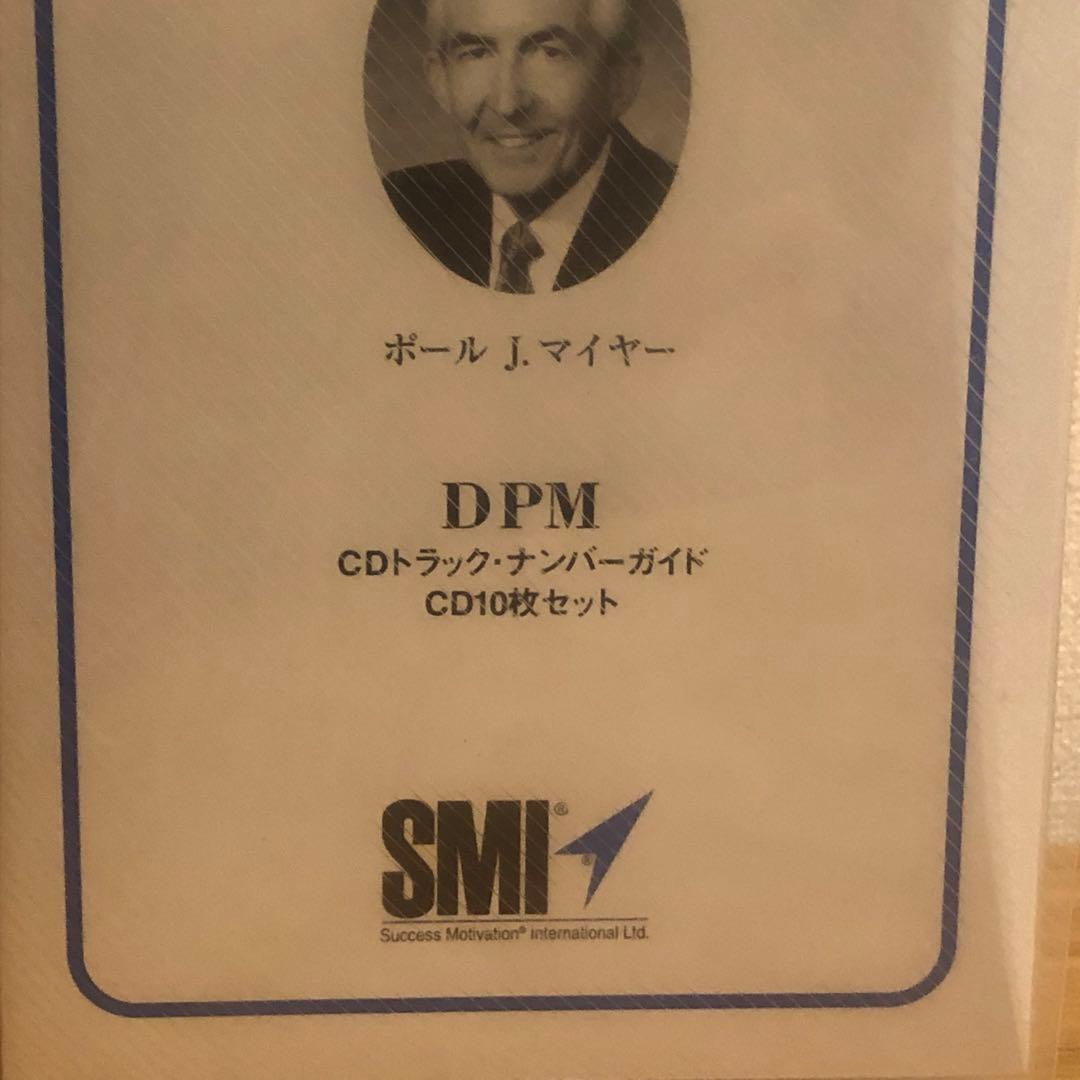 ポール J.マイヤー
DPM
CDトラック・ナンバーガイド
CD10枚セット
SMI®
®
Success Motivation® International Ltd.